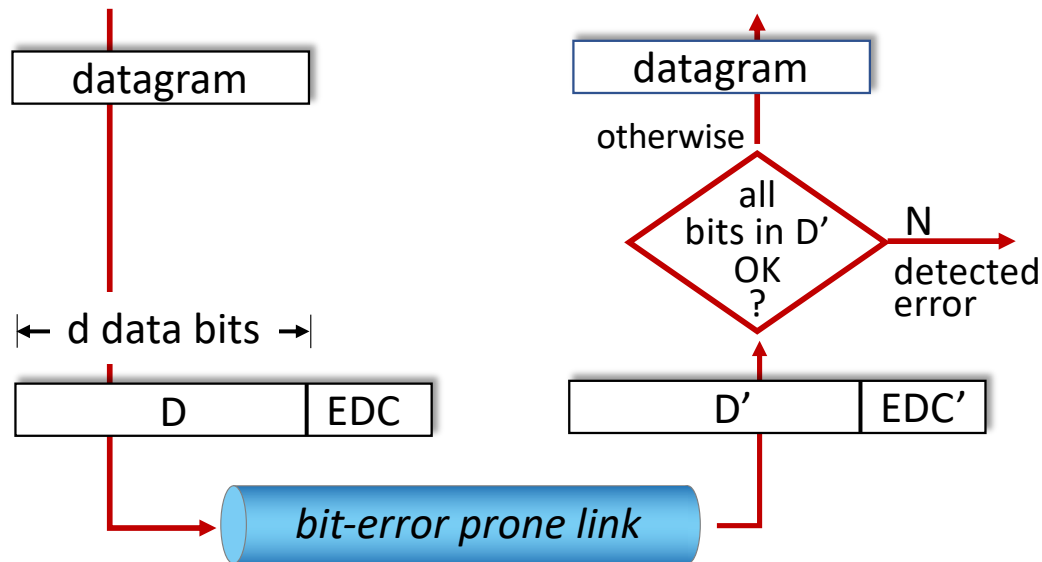 datagram
d data bits
D
EDC
bit-error prone link
datagram
otherwise
all
bits in D’
OK
?
N
detected
error
D’
EDC’